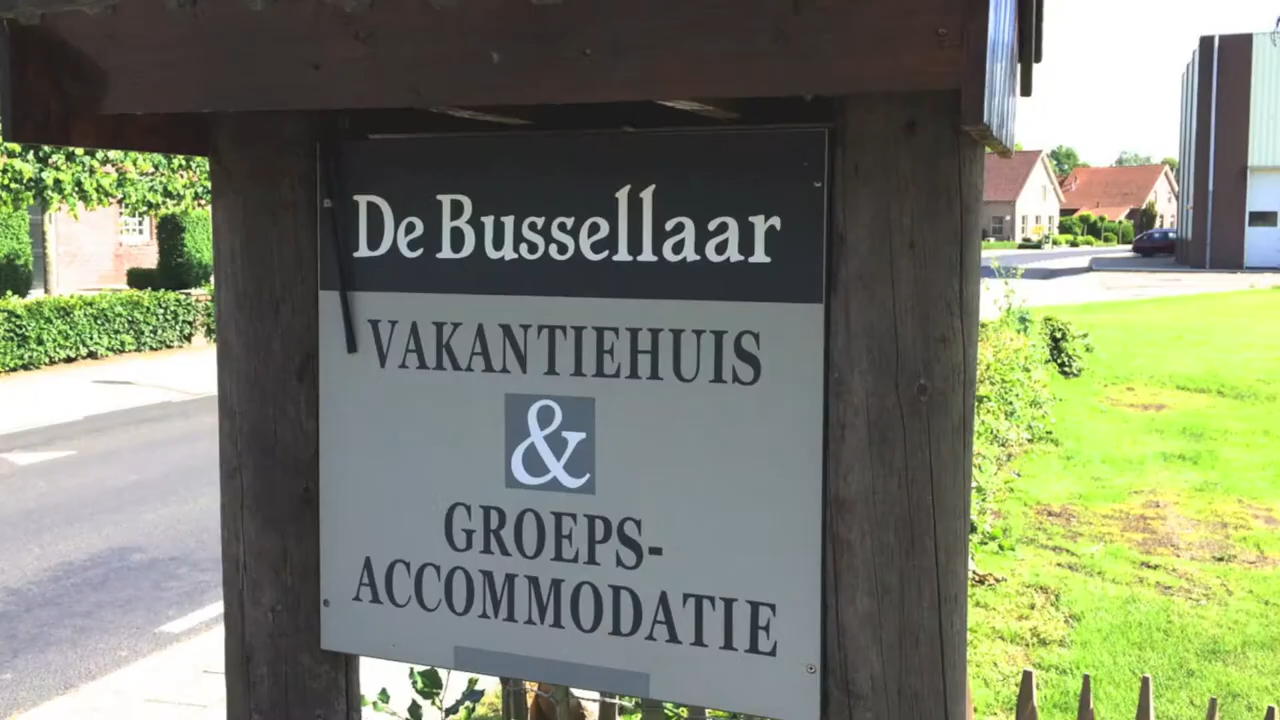 De Bussellaar
VAKANTIEHUIS
&
GROEPS-
ACCOMMODATIE